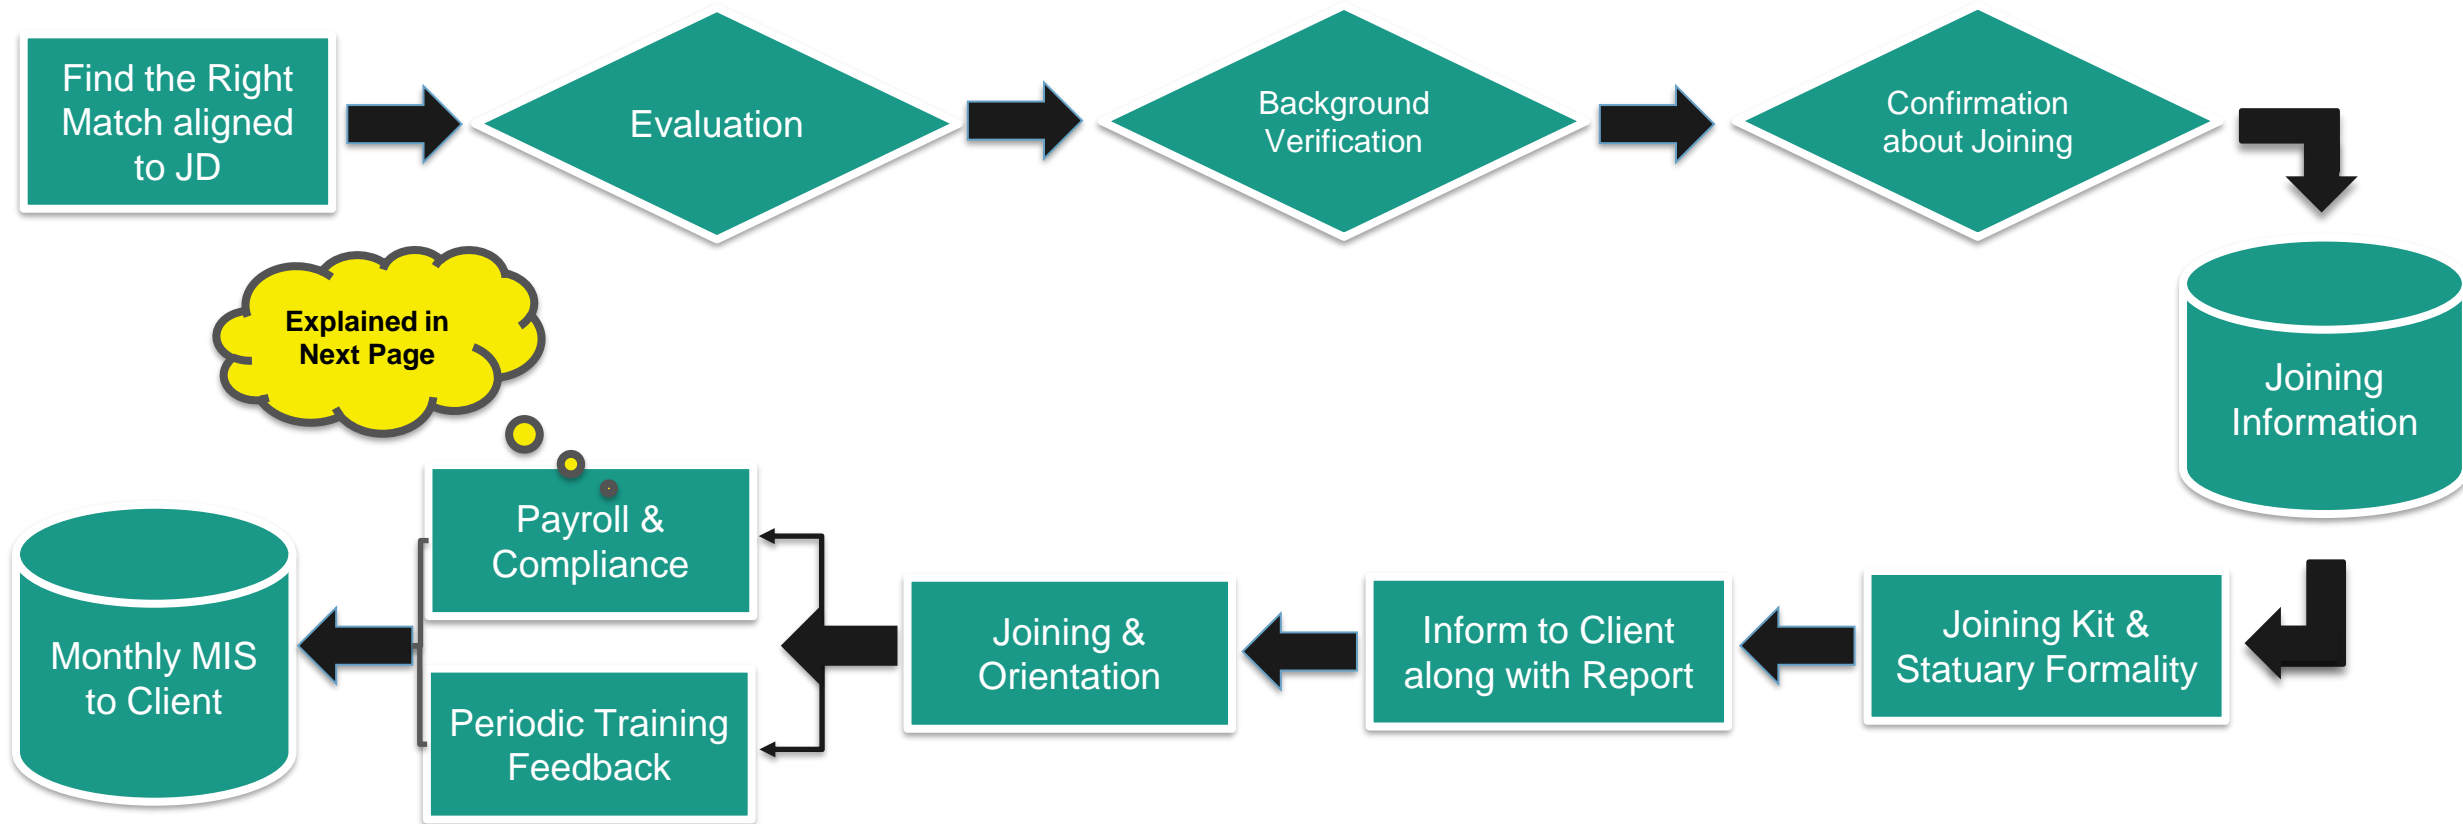 Find the Right
Match aligned
to JD
Evaluation
Background
Verification
Confirmation
about Joining
Joining
Information
Explained in
Next Page
Payroll &
Compliance
Periodic Training
Feedback
Monthly MIS
to Client
Joining &
Orientation
Inform to Client
along with Report
Joining Kit &
Statuary Formality